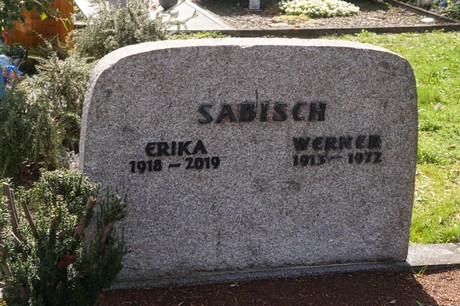 SABISCH
ERIKA WERNER
1918 – 2019 1913 – 1972